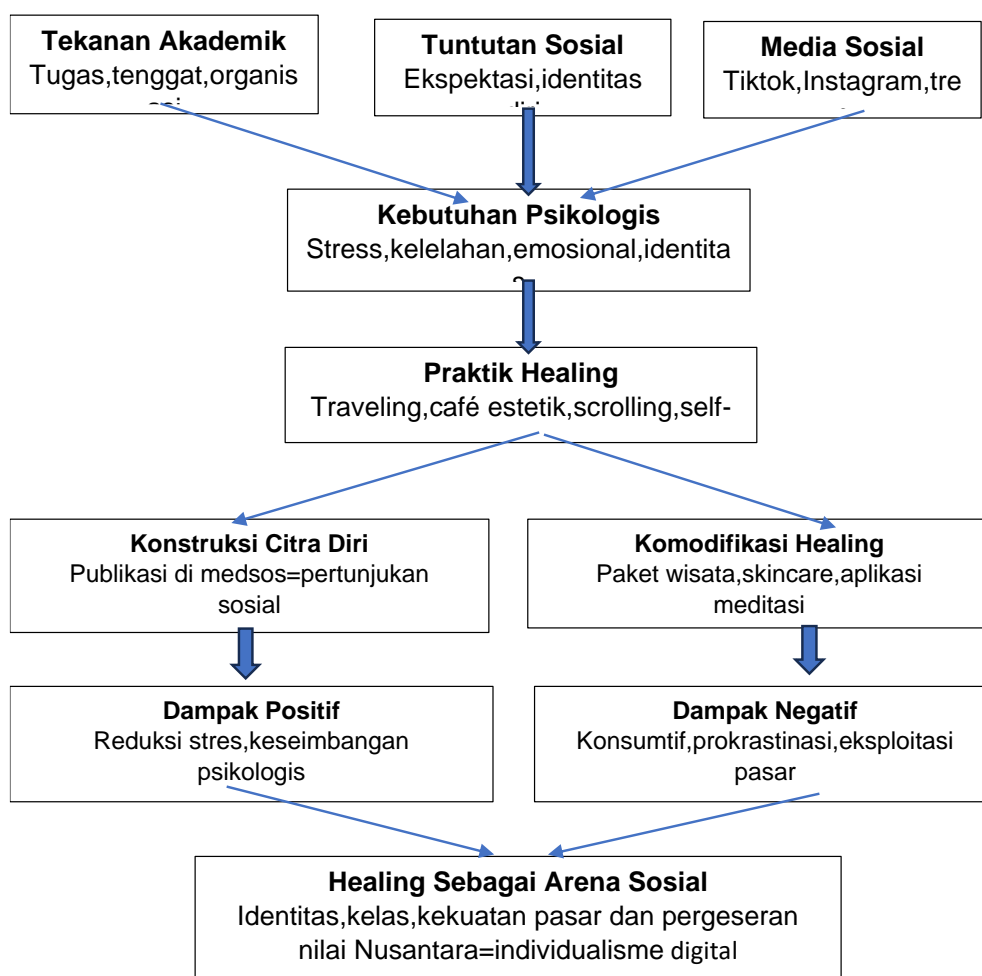 Tekanan Akademik
Tugas,tenggat,organis
Tuntutan Sosial
Ekspektasi,identitas
Media Sosial
Tiktok,Instagram,tre
Kebutuhan Psikologis
Stress,kelelahan,emosional,identita
Praktik Healing
Traveling,café estetik,scrolling,self-
Konstruksi Citra Diri
Publikasi di medsos=pertunjukan
sosial
Komodifikasi Healing
Paket wisata,skincare,aplikasi
meditasi
Dampak Positif
Reduksi stres,keseimbangan
psikologis
Dampak Negatif
Konsumtif,prokrastinasi,eksploitasi
pasar
Healing Sebagai Arena Sosial
Identitas,kelas,kekuatan pasar dan pergeseran
nilai Nusantara=individualisme digital